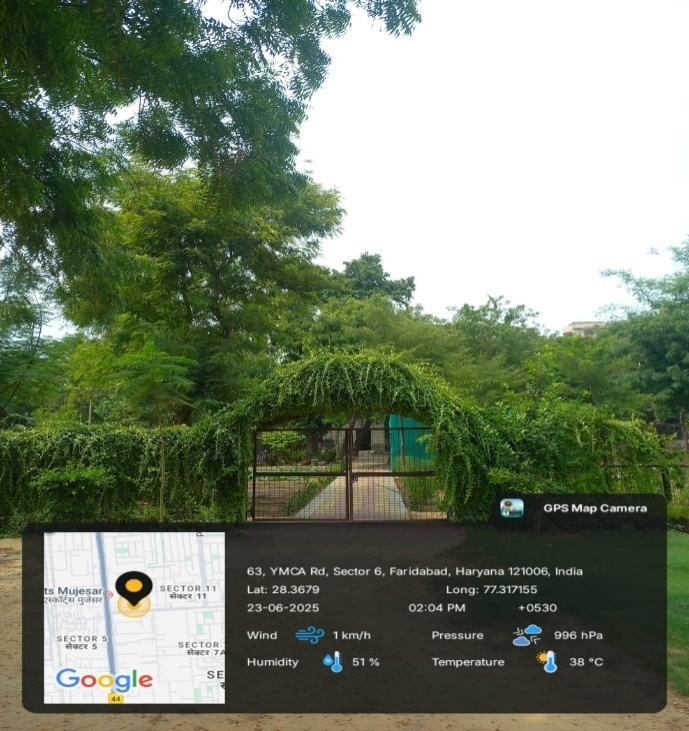 GPS Map Camera
63, YMCA Rd, Sector 6, Faridabad, Haryana 121006, India
Lat: 28.3679 Long: 77.317155
23-06-2025 02:04 PM +0530
Wind 1 km/h Pressure 996 hPa
Humidity 51 % Temperature 38 °C
ts Mujesar
एस्कॉर्ट्स मुजेसर
SECTOR 11
सेक्टर 11
SECTOR 5
सेक्टर 5
SECTOR
सेक्टर 7A
SE
से
Google
44